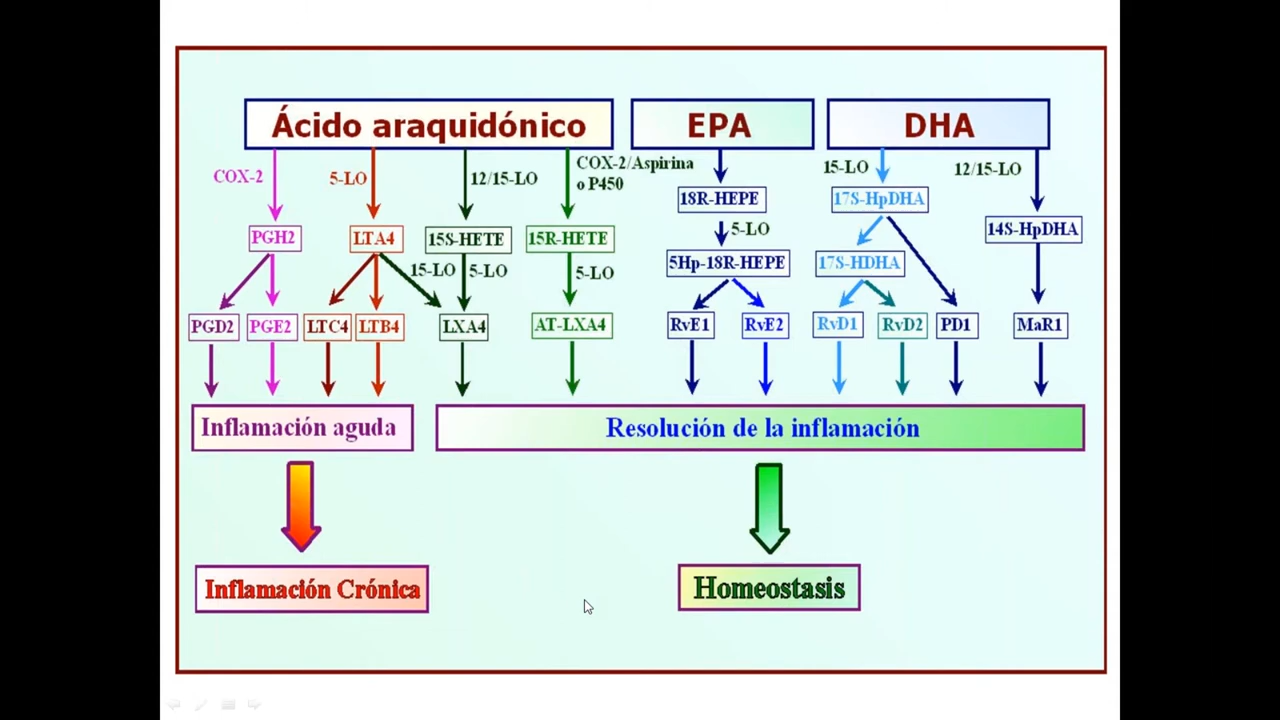 Ácido araquidónico
EPA
DHA
COX-2
5-LO
12/15-LO
COX-2/Aspirina
o P450
15-LO
12/15-LO
18R-HEPE
17S-HpDHA
5-LO
14S-HpDHA
PGH2
LTA4
15S-HETE
15R-HETE
5Hp-18R-HEPE
17S-HDHA
15-LO
5-LO
5-LO
PGD2
PGE2
LTC4
LTB4
LXA4
AT-LXA4
RvE1
RvE2
RvD1
RvD2
PD1
MaR1
Inflamación aguda
Resolución de la inflamación
Inflamación Crónica
Homeostasis